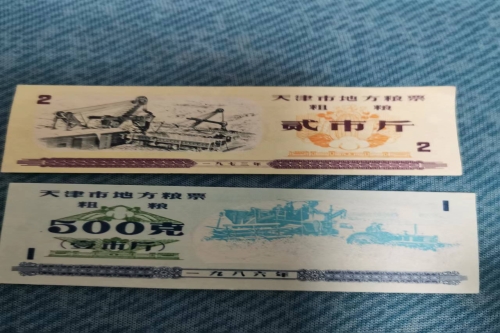 2
天津市地方粮票
粗 粮
贰市斤
2
一九七三年
天津市地方粮票
粗 粮
500克
壹市斤
1
1
一九八六年